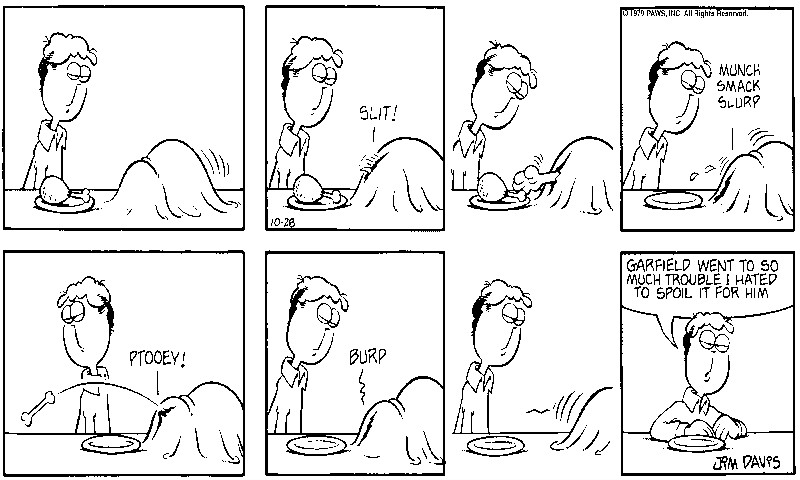 © 1979 PAWS, INC. All Rights Reserved.
SLIT!
10-28
MUNCH
SMACK
SLURP
PTOOEY!
BURP
GARFIELD WENT TO SO
MUCH TROUBLE I HATED
TO SPOIL IT FOR HIM
JIM DAVIS